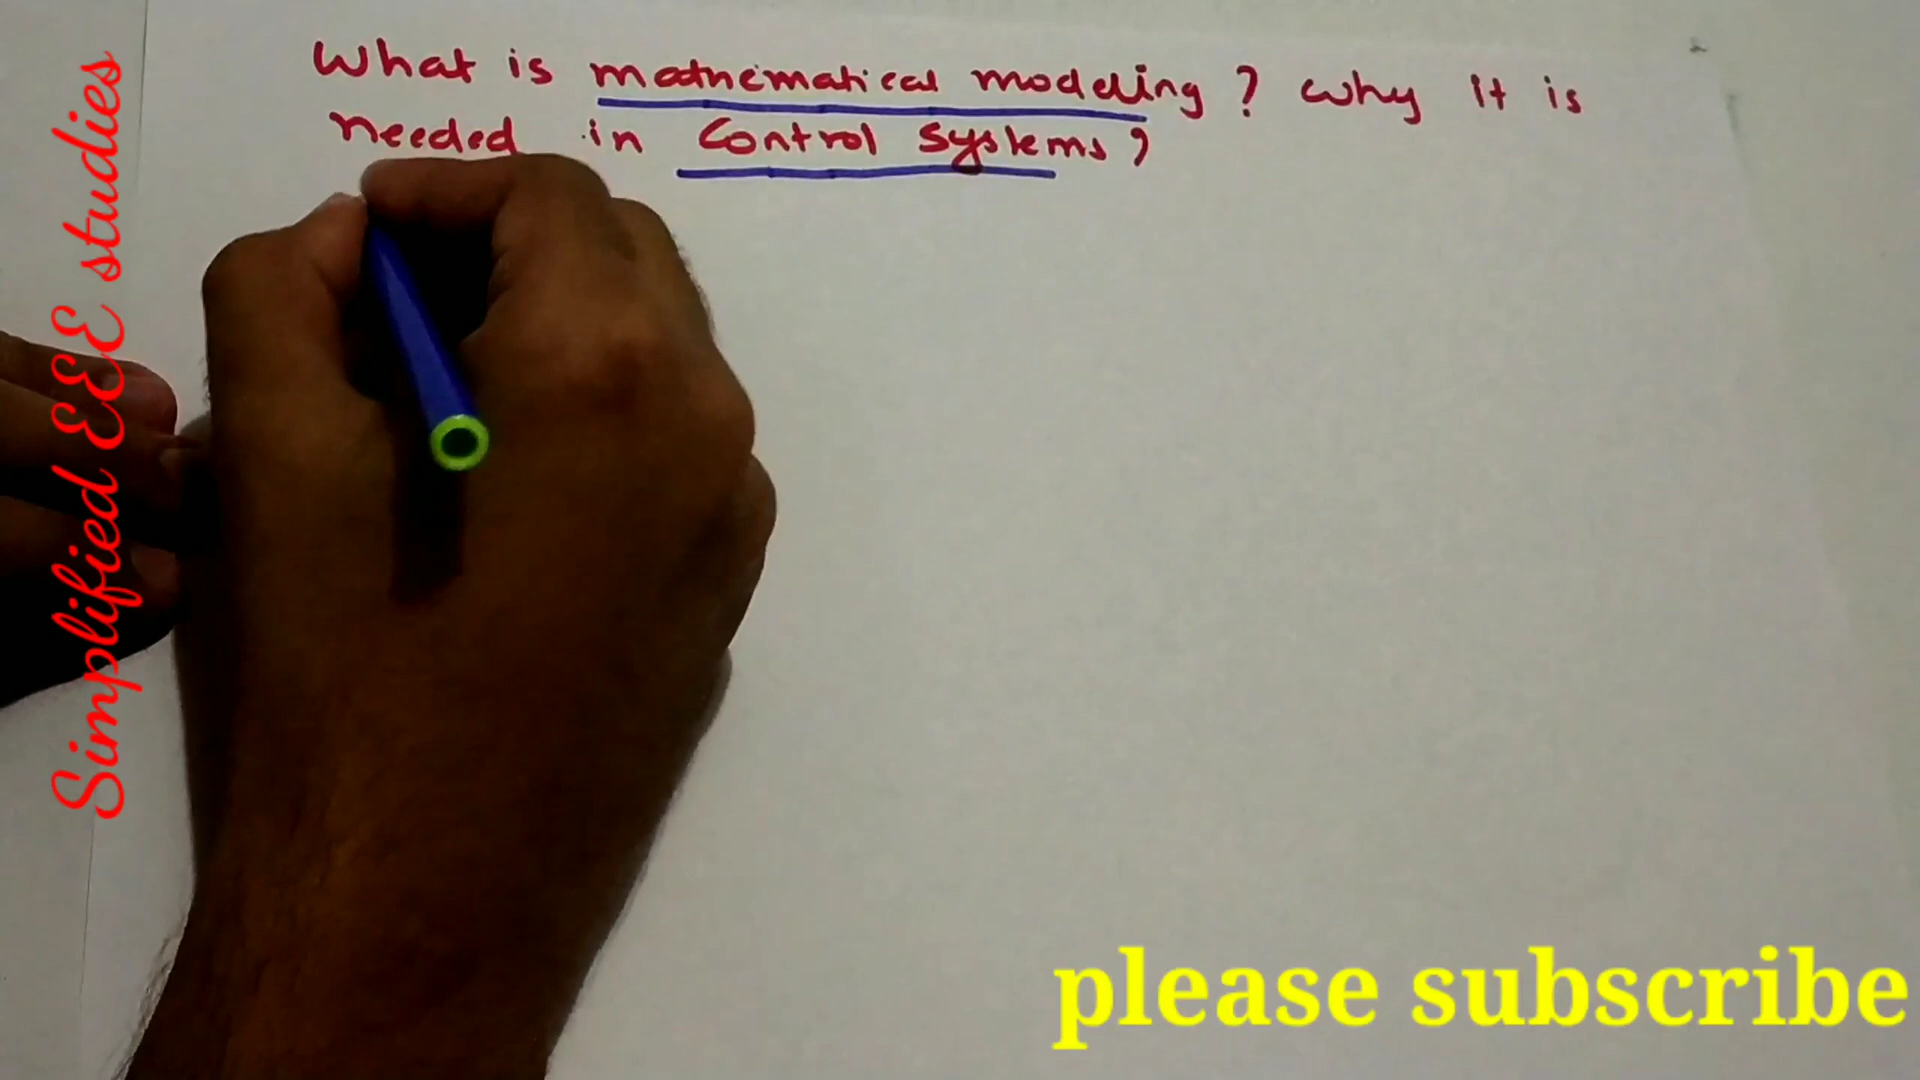 What is mathematical modeling ? why it is
needed in control systems ?
Simplified EEE studies
please subscribe